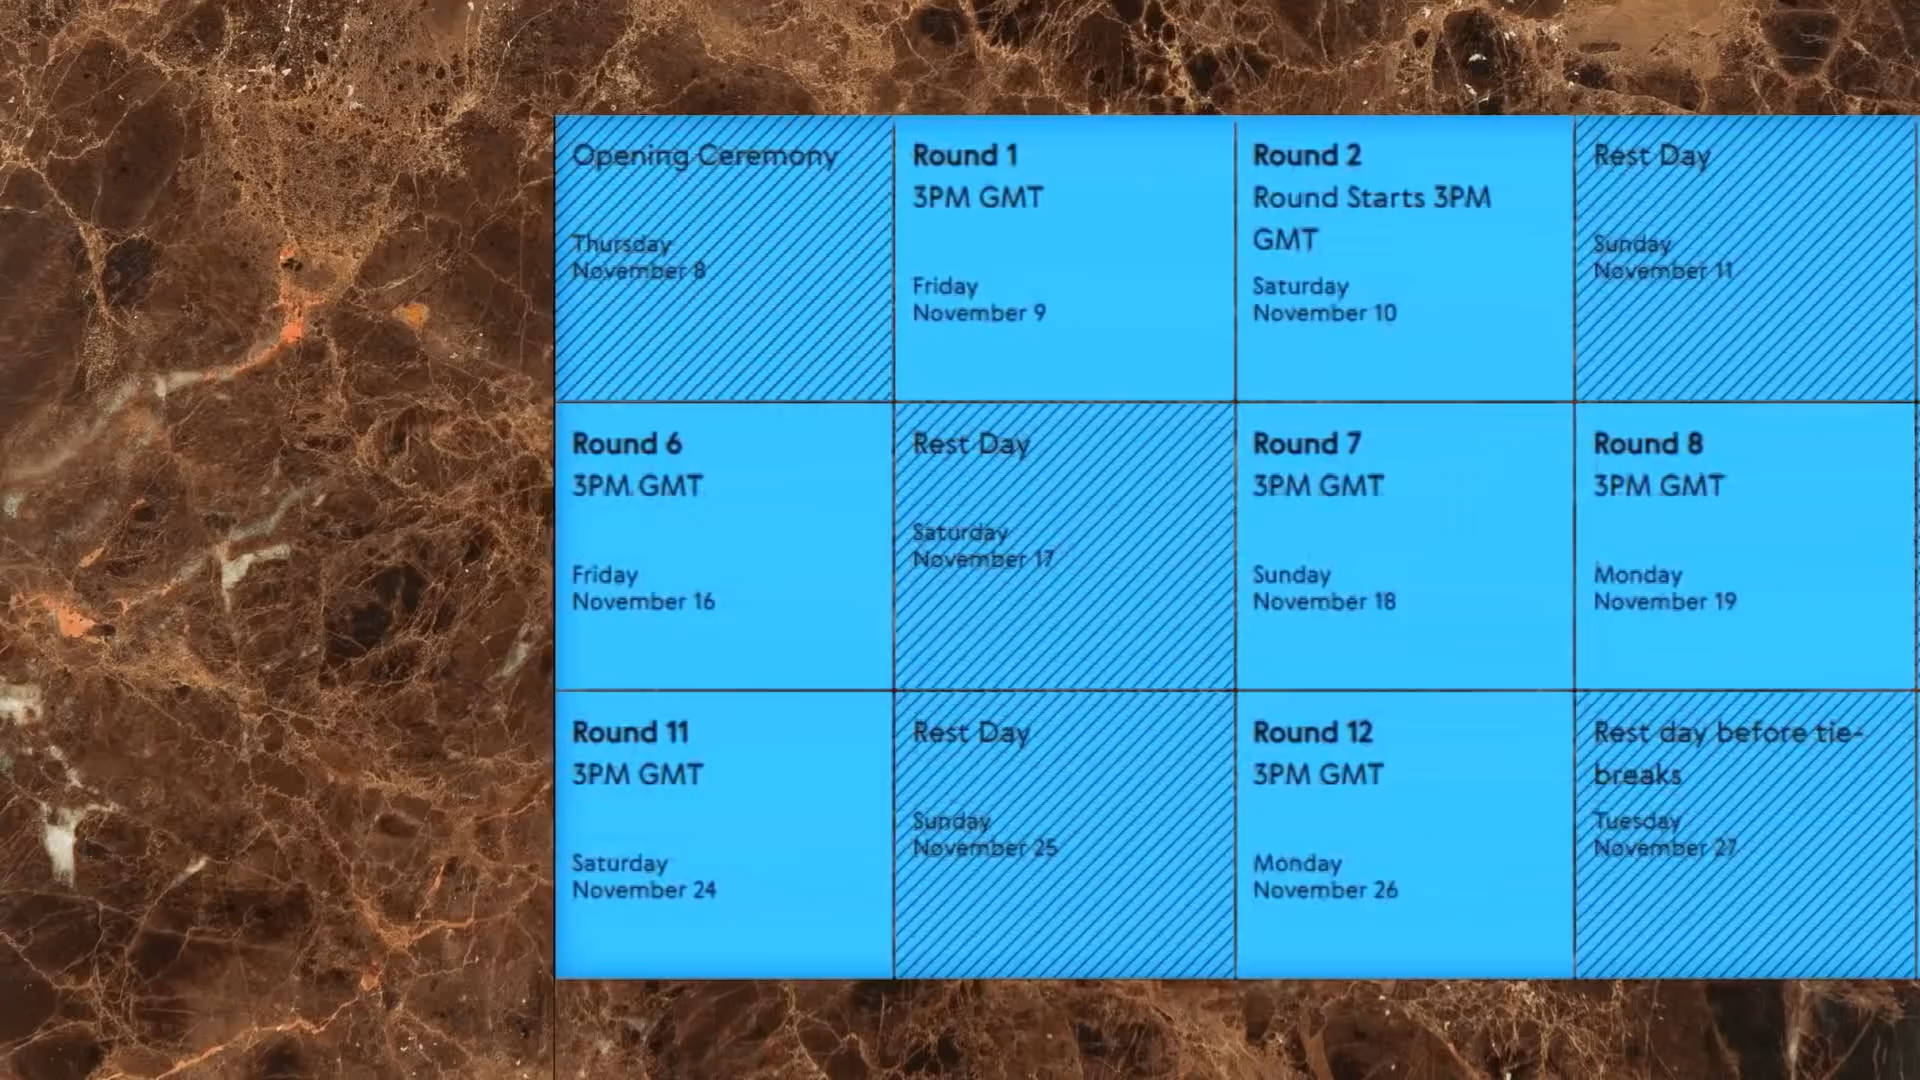 Opening Ceremony
Thursday
November 8
Round 1
3PM GMT
Friday
November 9
Round 2
Round Starts 3PM
GMT
Saturday
November 10
Rest Day
Sunday
November 11
Round 6
3PM GMT
Friday
November 16
Rest Day
Saturday
November 17
Round 7
3PM GMT
Sunday
November 18
Round 8
3PM GMT
Monday
November 19
Round 11
3PM GMT
Saturday
November 24
Rest Day
Sunday
November 25
Round 12
3PM GMT
Monday
November 26
Rest day before tie-
breaks
Tuesday
November 27